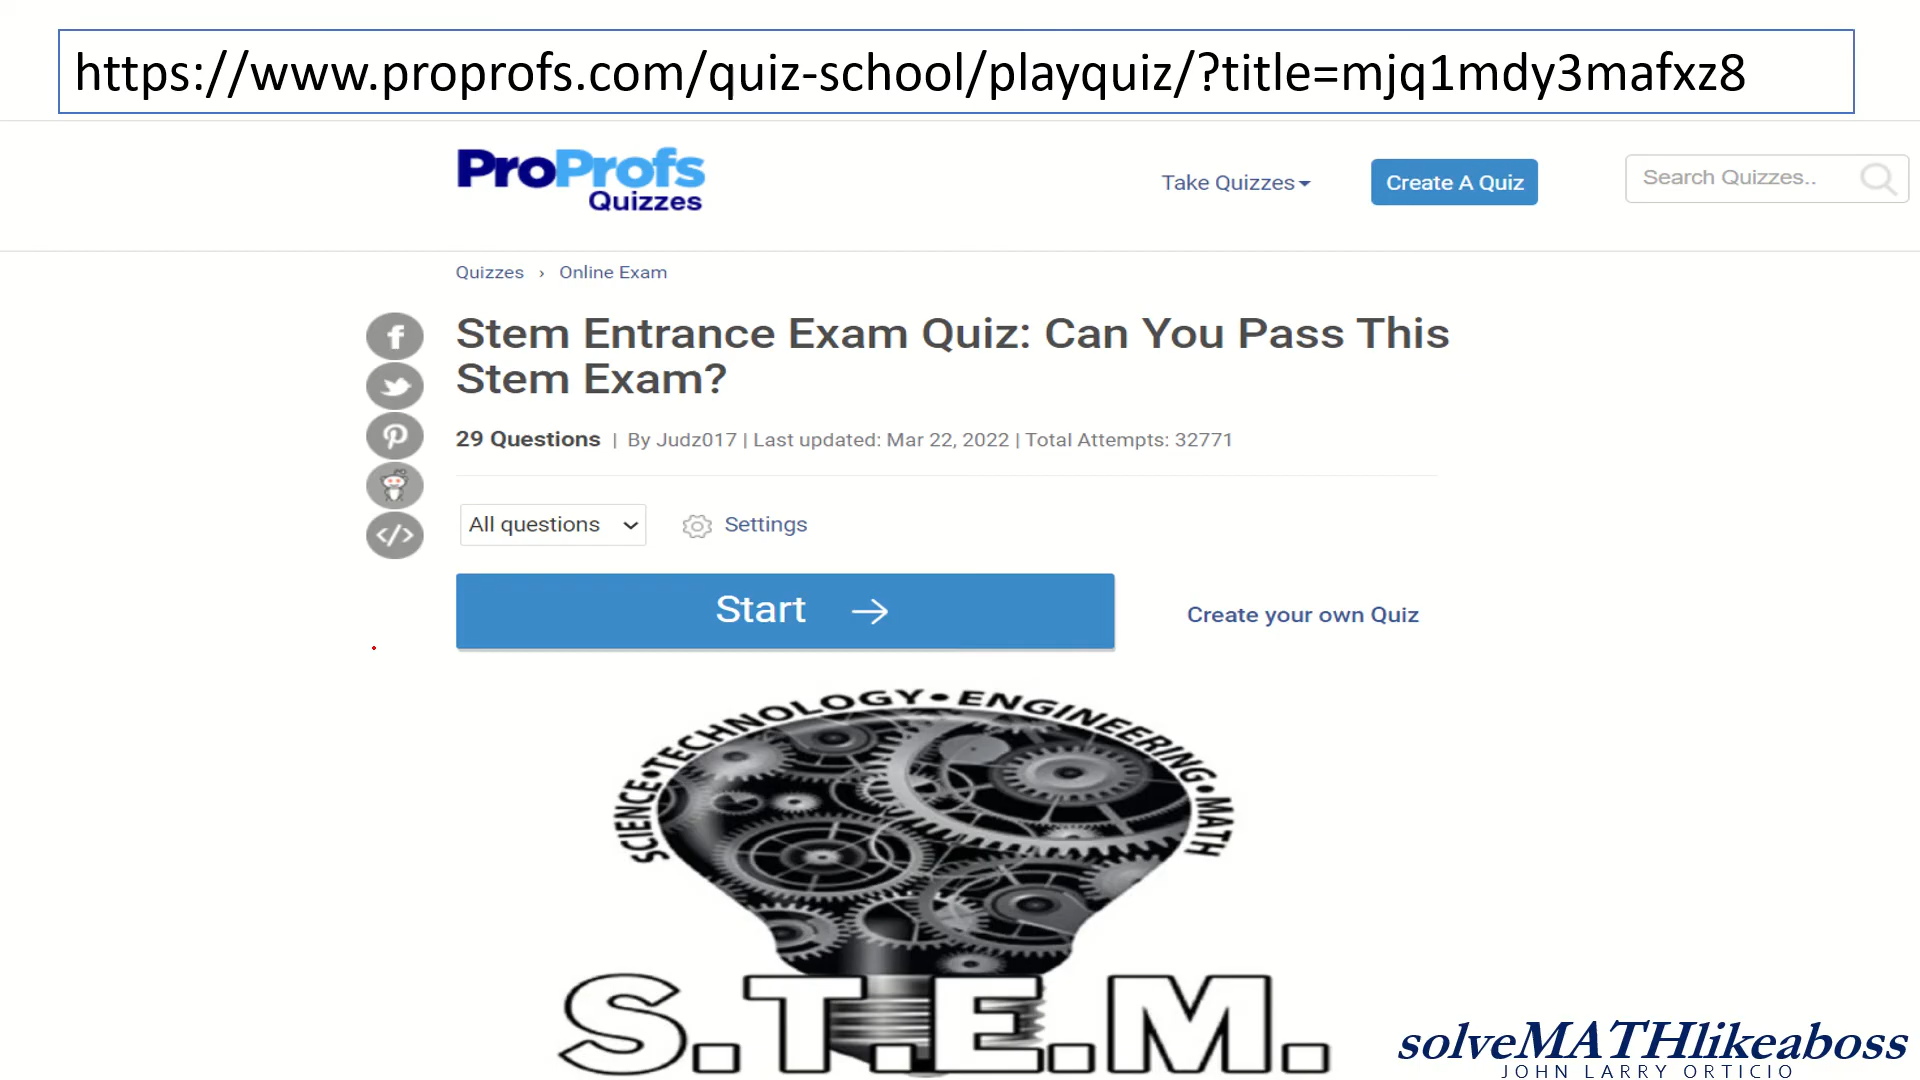 https://www.proprofs.com/quiz-school/playquiz/?title=mjq1mdy3mafxz8
ProProfs
Quizzes
Take Quizzes
Create A Quiz
Search Quizzes..
Quizzes › Online Exam
Stem Entrance Exam Quiz: Can You Pass This
Stem Exam?
29 Questions | By Judz017 | Last updated: Mar 22, 2022 | Total Attempts: 32771
All questions
Settings
Start →
Create your own Quiz
SCIENCE•TECHNOLOGY•ENGINEERING•MATH
S.T.E.M.
solveMATHlikeaboss
JOHN LARRY ORTICIO